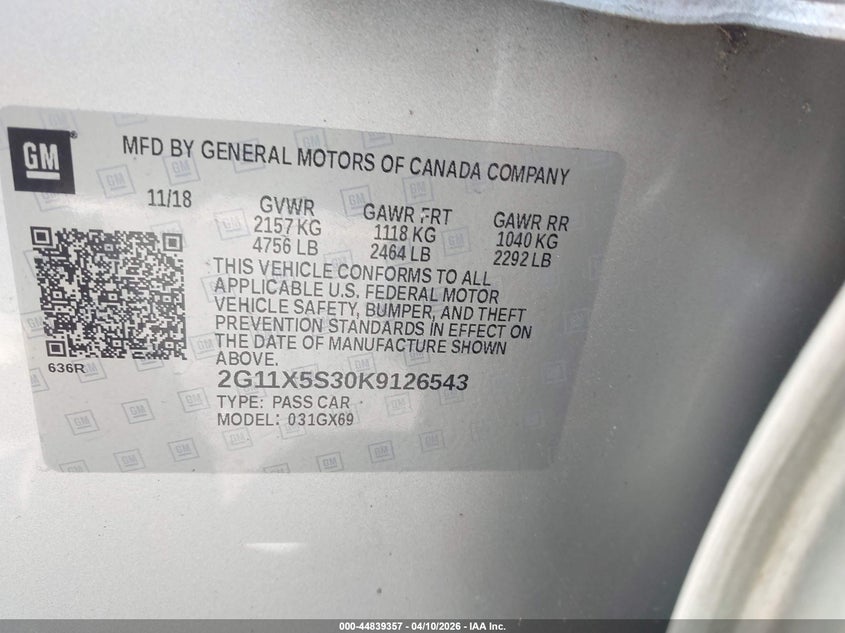 GM
MFD BY GENERAL MOTORS OF CANADA COMPANY
11/18
GVWR
2157 KG
4756 LB
GAWR FRT
1118 KG
2464 LB
GAWR RR
1040 KG
2292 LB
THIS VEHICLE CONFORMS TO ALL
APPLICABLE U.S. FEDERAL MOTOR
VEHICLE SAFETY, BUMPER, AND THEFT
PREVENTION STANDARDS IN EFFECT ON
THE DATE OF MANUFACTURE SHOWN
ABOVE.
636R
2G11X5S30K9126543
TYPE: PASS CAR
MODEL: 031GX69
000-44839357 - 04/10/2026 - IAA Inc.